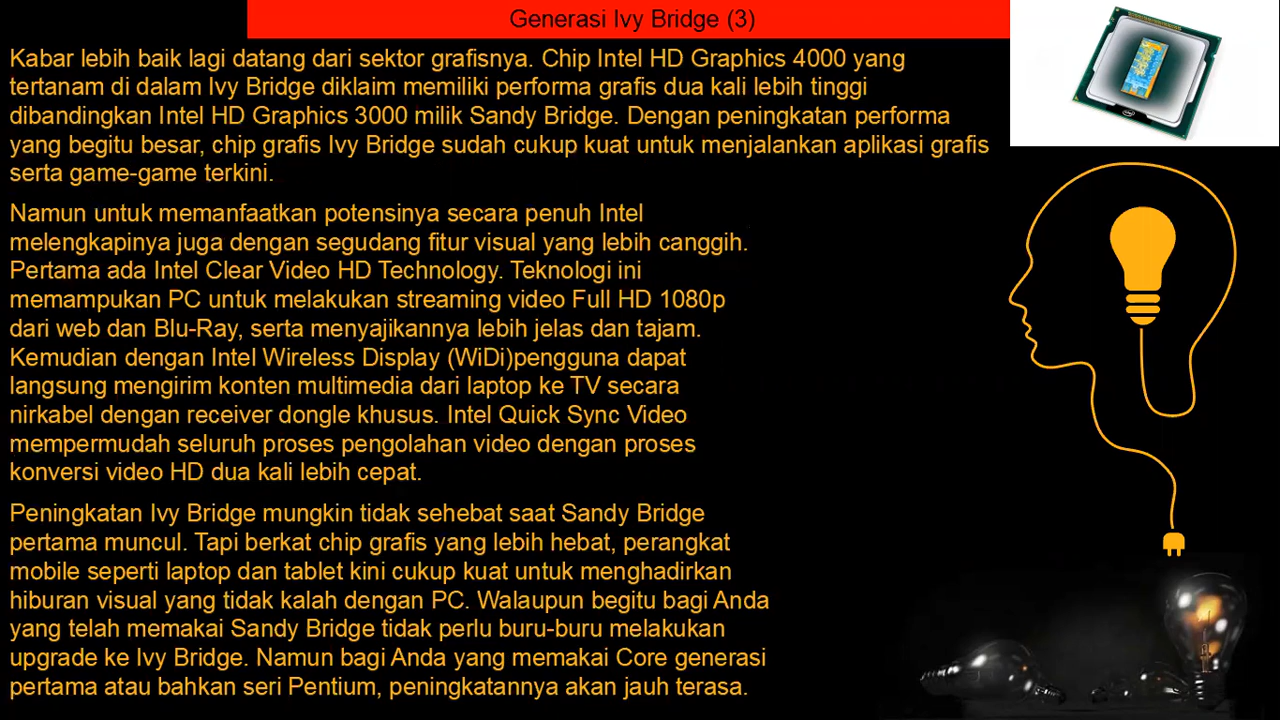 Generasi Ivy Bridge (3)
Kabar lebih baik lagi datang dari sektor grafisnya. Chip Intel HD Graphics 4000 yang
tertanam di dalam Ivy Bridge diklaim memiliki performa grafis dua kali lebih tinggi
dibandingkan Intel HD Graphics 3000 milik Sandy Bridge. Dengan peningkatan performa
yang begitu besar, chip grafis Ivy Bridge sudah cukup kuat untuk menjalankan aplikasi grafis
serta game-game terkini.
Namun untuk memanfaatkan potensinya secara penuh Intel
melengkapinya juga dengan segudang fitur visual yang lebih canggih.
Pertama ada Intel Clear Video HD Technology. Teknologi ini
memampukan PC untuk melakukan streaming video Full HD 1080p
dari web dan Blu-Ray, serta menyajikannya lebih jelas dan tajam.
Kemudian dengan Intel Wireless Display (WiDi)pengguna dapat
langsung mengirim konten multimedia dari laptop ke TV secara
nirkabel dengan receiver dongle khusus. Intel Quick Sync Video
mempermudah seluruh proses pengolahan video dengan proses
konversi video HD dua kali lebih cepat.
Peningkatan Ivy Bridge mungkin tidak sehebat saat Sandy Bridge
pertama muncul. Tapi berkat chip grafis yang lebih hebat, perangkat
mobile seperti laptop dan tablet kini cukup kuat untuk menghadirkan
hiburan visual yang tidak kalah dengan PC. Walaupun begitu bagi Anda
yang telah memakai Sandy Bridge tidak perlu buru-buru melakukan
upgrade ke Ivy Bridge. Namun bagi Anda yang memakai Core generasi
pertama atau bahkan seri Pentium, peningkatannya akan jauh terasa.